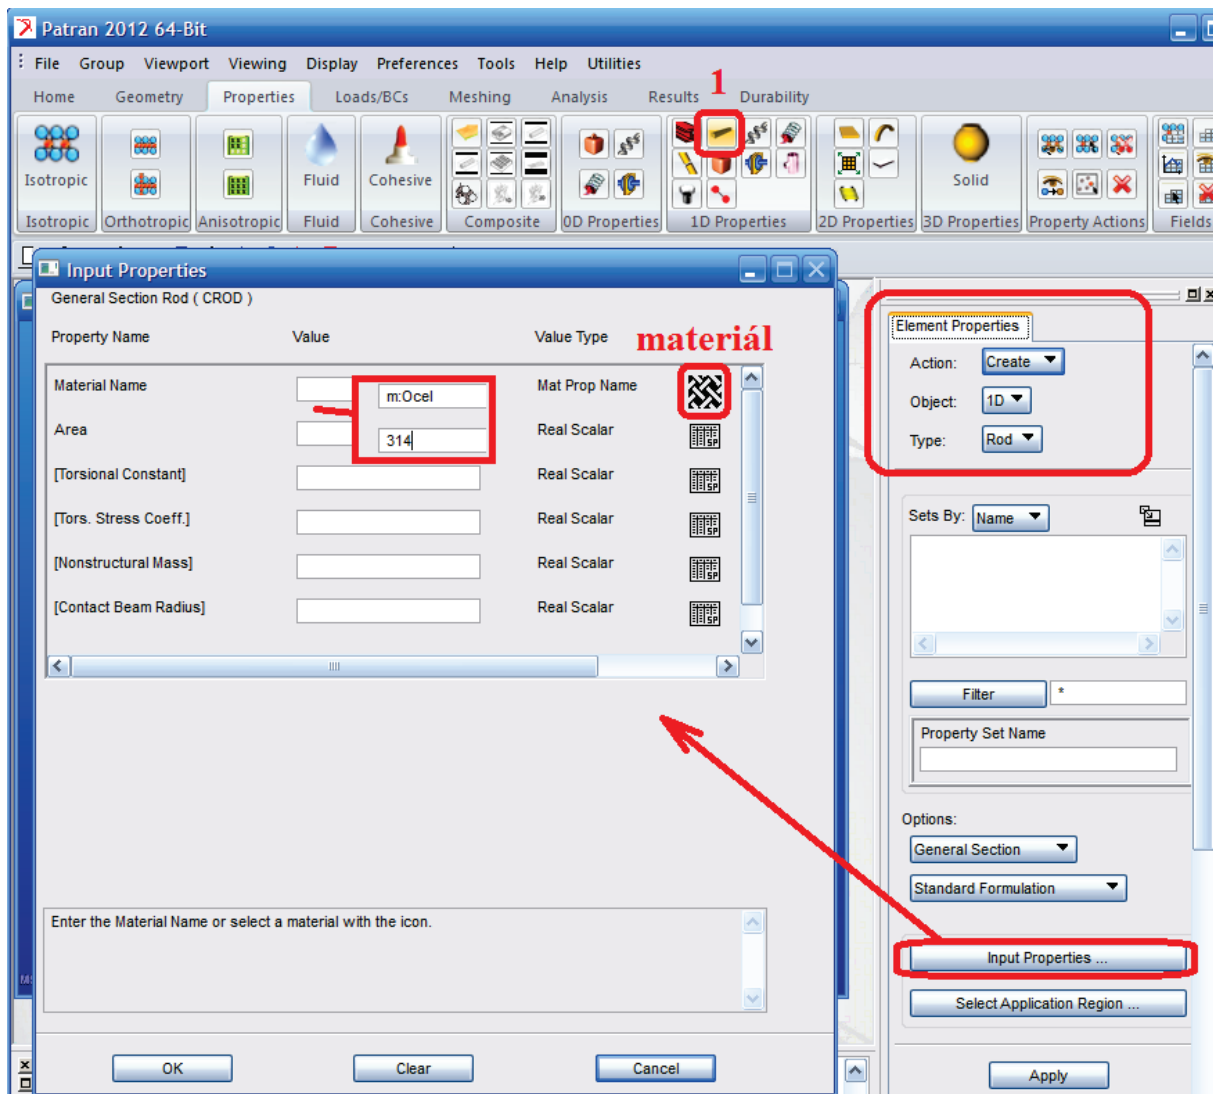 Patran 2012 64-Bit
File Group Viewport Viewing Display Preferences Tools Help Utilities
1
Home Geometry Properties Loads/BCs Meshing Analysis Results Durability
Isotropic Fluid Cohesive Solid
Isotropic Orthotropic Anisotropic Fluid Cohesive Composite 0D Properties 1D Properties 2D Properties 3D Properties Property Actions Fields
Input Properties
General Section Rod ( CROD )
Property Name Value Value Type materiál
Material Name m:Ocel Mat Prop Name
Area 314 Real Scalar
[Torsional Constant] Real Scalar
[Tors. Stress Coeff.] Real Scalar
[Nonstructural Mass] Real Scalar
[Contact Beam Radius] Real Scalar
Enter the Material Name or select a material with the icon.
OK Clear Cancel
Element Properties
Action: Create
Object: 1D
Type: Rod
Sets By: Name
Filter *
Property Set Name
Options:
General Section
Standard Formulation
Input Properties ...
Select Application Region ...
Apply